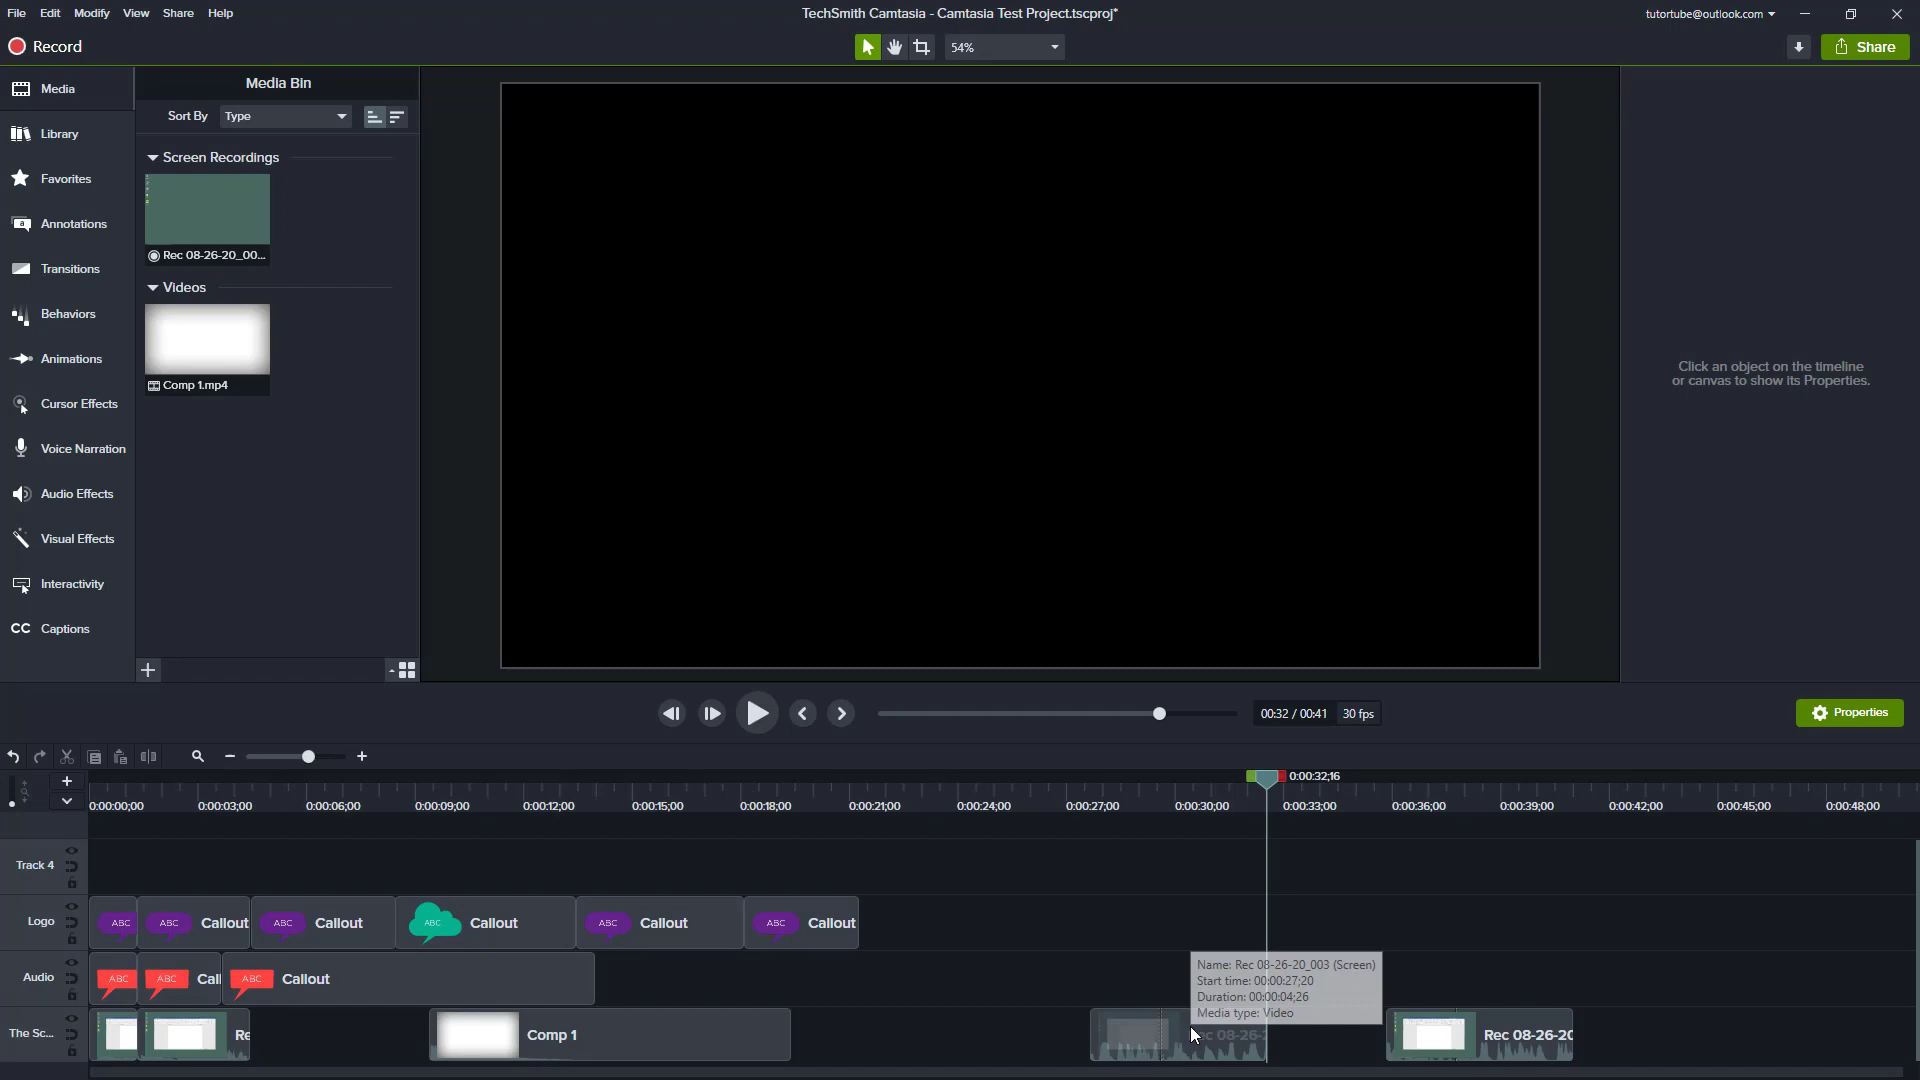 File Edit Modify View Share Help
TechSmith Camtasia - Camtasia Test Project.tscproj*
tutortube@outlook.com
Record
54%
Share
Media
Library
Favorites
Annotations
Transitions
Behaviors
Animations
Cursor Effects
Voice Narration
Audio Effects
Visual Effects
Interactivity
CC Captions
Media Bin
Sort By Type
Screen Recordings
Rec 08-26-20_00...
Videos
Comp 1.mp4
Click an object on the timeline
or canvas to show its Properties.
00:32 / 00:41 30 fps
Properties
0:00:32;16
0:00:00;00 0:00:03;00 0:00:06;00 0:00:09;00 0:00:12;00 0:00:15;00 0:00:18;00 0:00:21;00 0:00:24;00 0:00:27;00 0:00:30;00 0:00:33;00 0:00:36;00 0:00:39;00 0:00:42;00 0:00:45;00 0:00:48;00
Track 4
Logo ABC ABC Callout ABC Callout ABC Callout ABC Callout ABC Callout
Audio ABC ABC Call ABC Callout
Name: Rec 08-26-20_003 (Screen)
Start time: 00:00:27;20
Duration: 00:00:04;26
Media type: Video
The Sc... Re Comp 1 ec 08-26-2 Rec 08-26-20